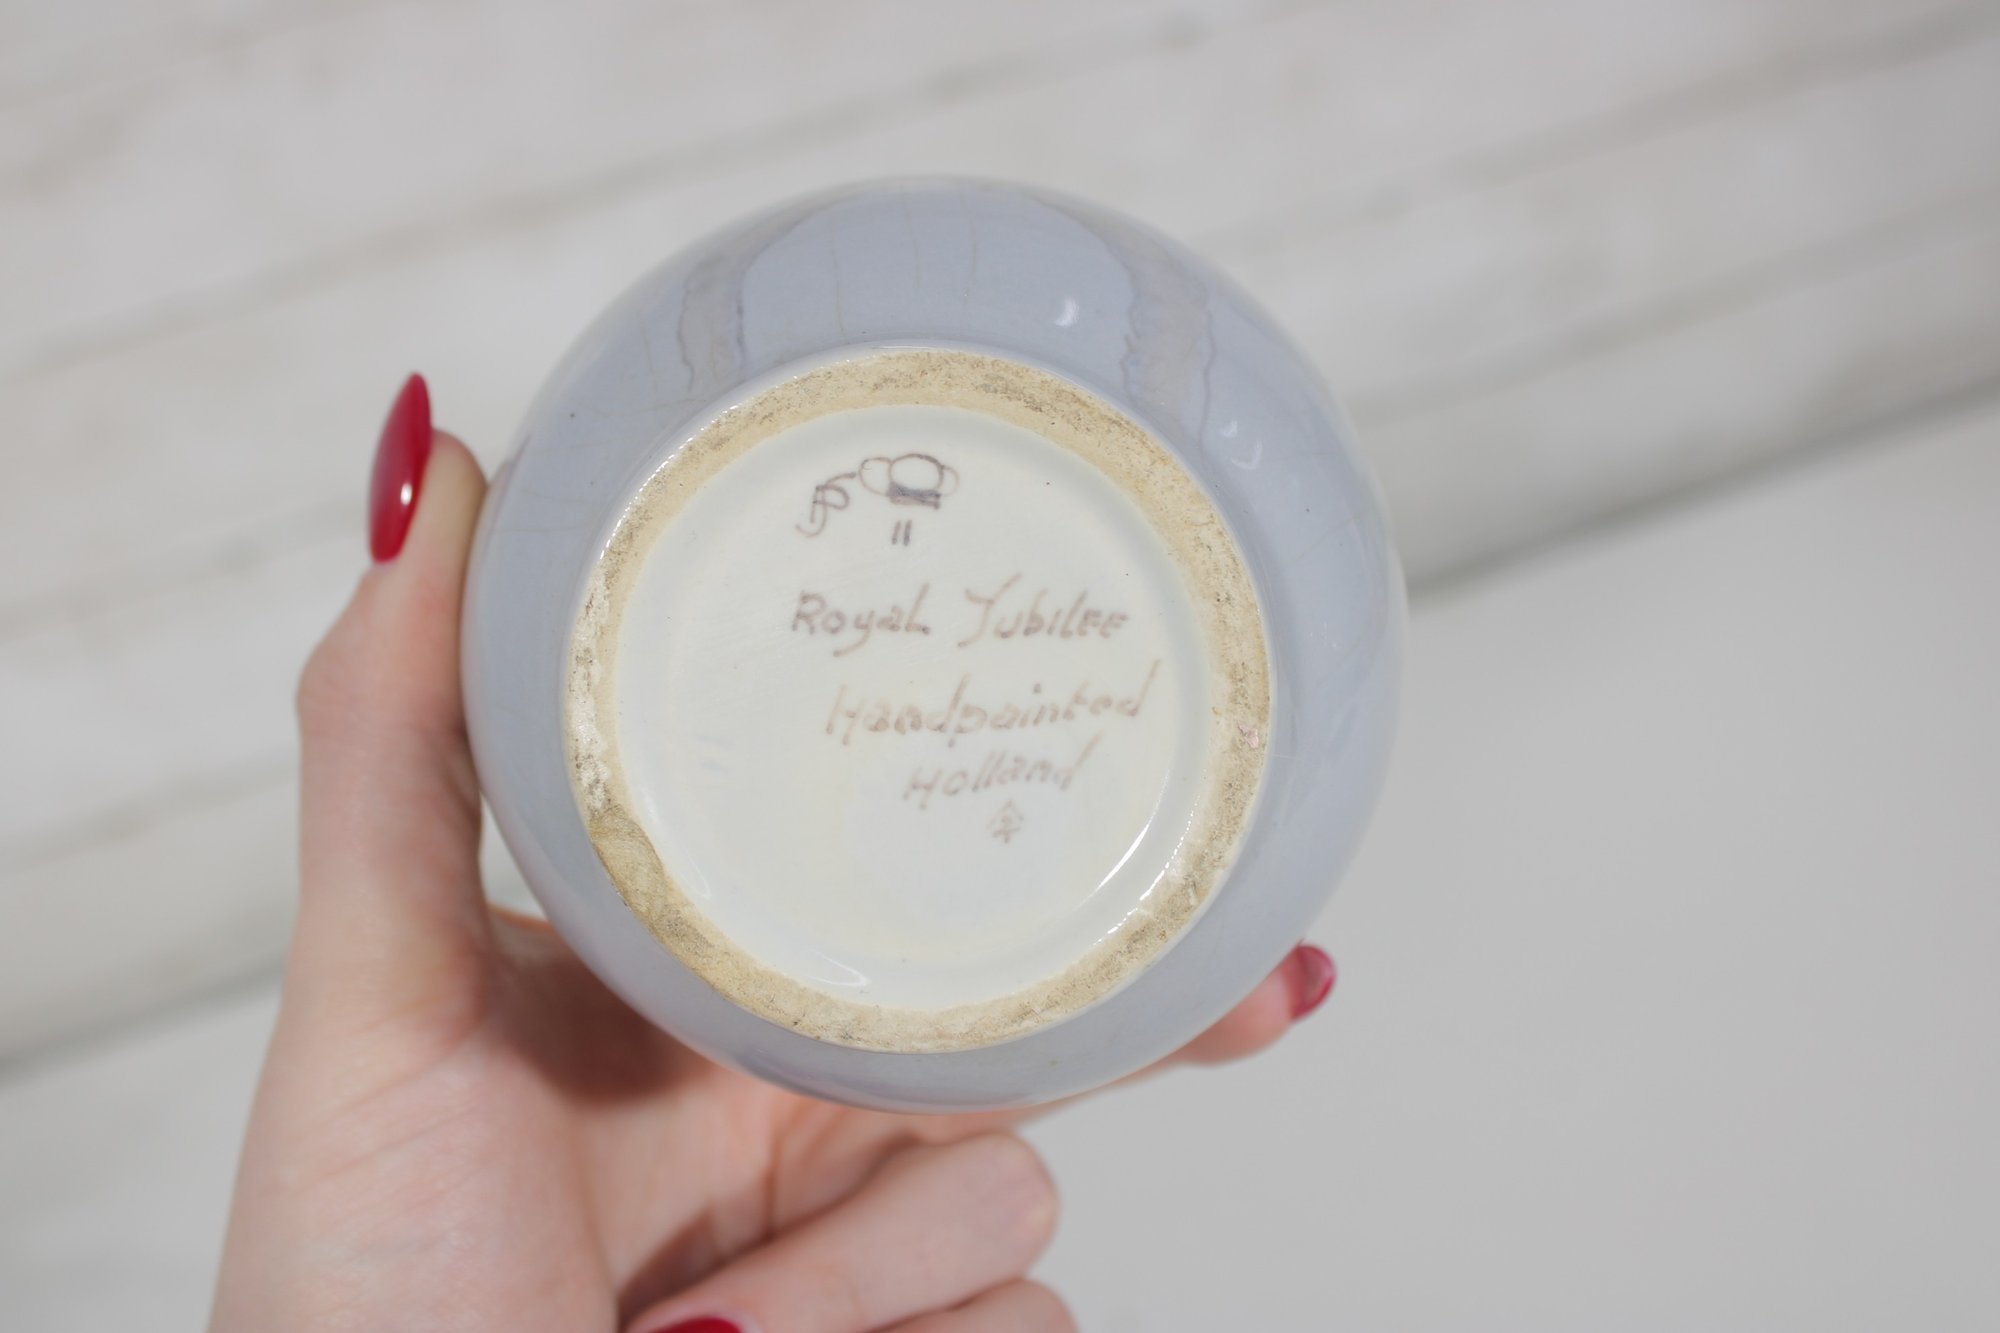 11
Royal Jubilee
Handpainted
Holland